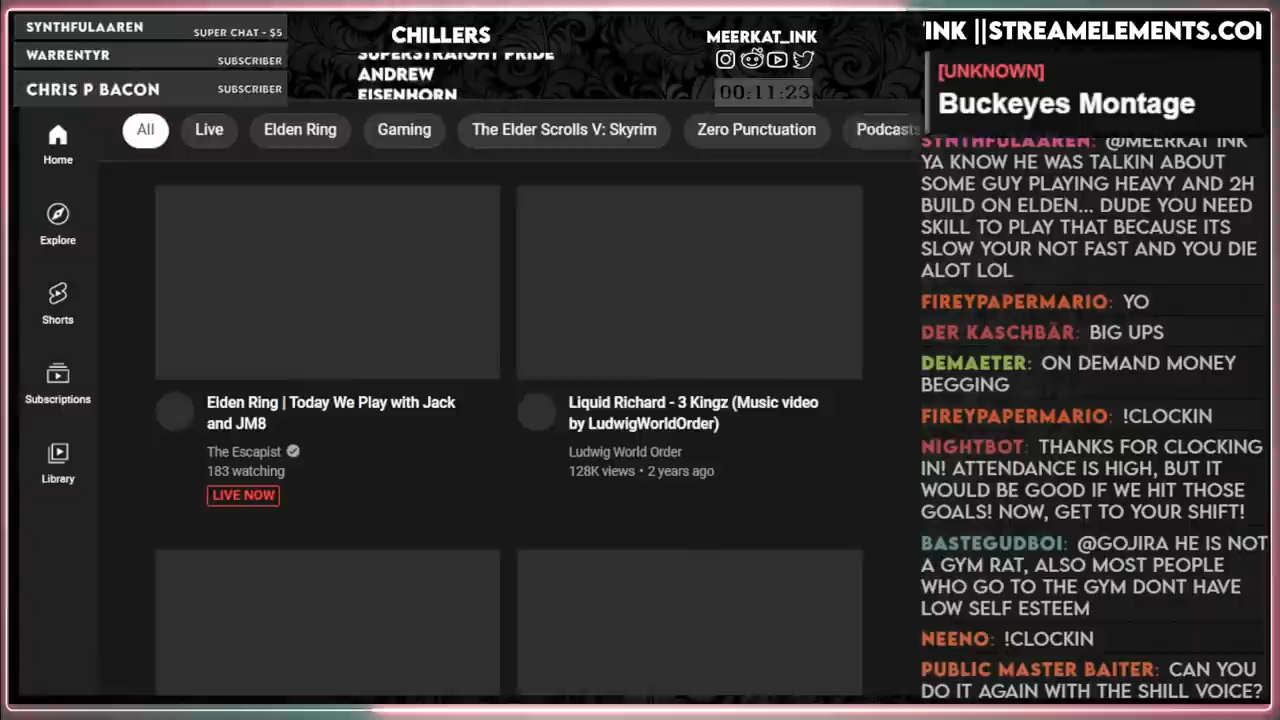 SYNTHFULAAREN
SUPER CHAT - $5
WARRENTYR
SUBSCRIBER
CHRIS P BACON
SUBSCRIBER
CHILLERS
SUPERSTRAIGHT PRIDE
ANDREW
EISENHORN
MEERKAT_INK
00:11:23
INK ||STREAMELEMENTS.COM
[UNKNOWN]
Buckeyes Montage
All
Live
Elden Ring
Gaming
The Elder Scrolls V: Skyrim
Zero Punctuation
Podcasts
Home
Explore
Shorts
Subscriptions
Library
Elden Ring | Today We Play with Jack
and JM8
The Escapist
183 watching
LIVE NOW
Liquid Richard - 3 Kingz (Music video
by LudwigWorldOrder)
Ludwig World Order
128K views • 2 years ago
SYNTHFULAAREN: @MEERKAT INK
YA KNOW HE WAS TALKIN ABOUT
SOME GUY PLAYING HEAVY AND 2H
BUILD ON ELDEN... DUDE YOU NEED
SKILL TO PLAY THAT BECAUSE ITS
SLOW YOUR NOT FAST AND YOU DIE
ALOT LOL
FIREYPAPERMARIO: YO
DER KASCHBÄR: BIG UPS
DEMAETER: ON DEMAND MONEY
BEGGING
FIREYPAPERMARIO: !CLOCKIN
NIGHTBOT: THANKS FOR CLOCKING
IN! ATTENDANCE IS HIGH, BUT IT
WOULD BE GOOD IF WE HIT THOSE
GOALS! NOW, GET TO YOUR SHIFT!
BASTEGUDBOI: @GOJIRA HE IS NOT
A GYM RAT, ALSO MOST PEOPLE
WHO GO TO THE GYM DONT HAVE
LOW SELF ESTEEM
NEENO: !CLOCKIN
PUBLIC MASTER BAITER: CAN YOU
DO IT AGAIN WITH THE SHILL VOICE?